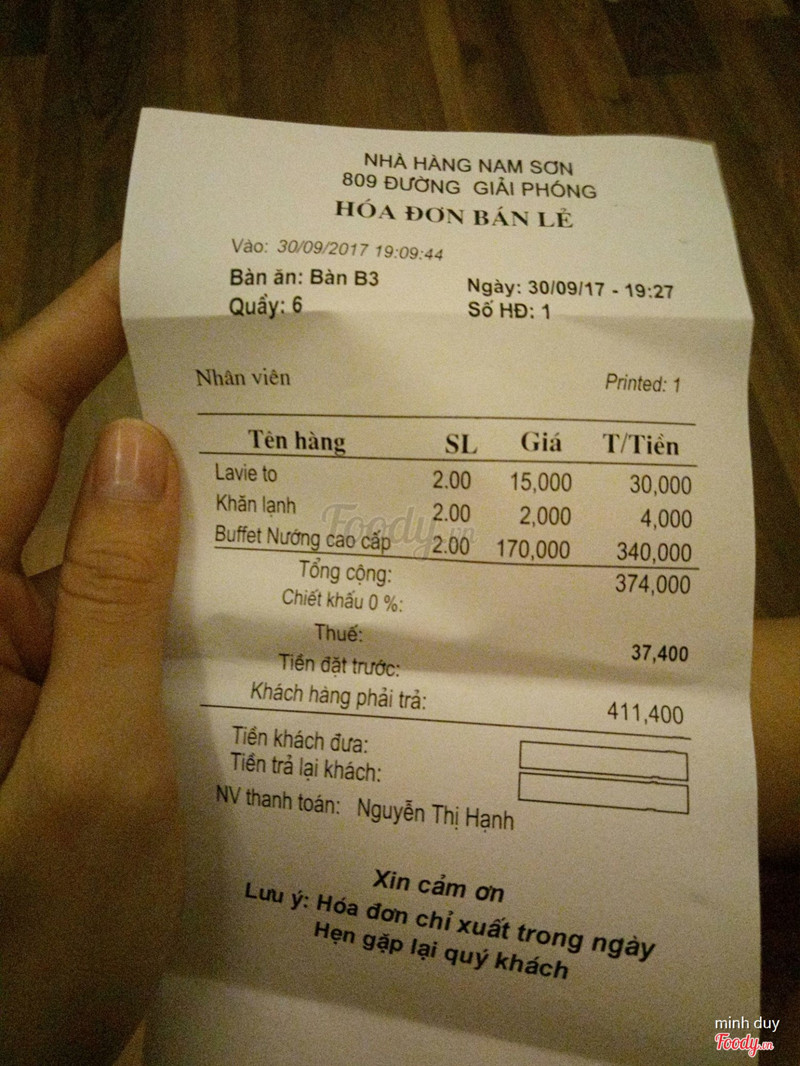 NHÀ HÀNG NAM SƠN
809 ĐƯỜNG GIẢI PHÓNG
HÓA ĐƠN BÁN LẺ
Vào: 30/09/2017 19:09:44
Bàn ăn: Bàn B3 Ngày: 30/09/17 - 19:27
Quầy: 6 Số HĐ: 1
Nhân viên Printed: 1
Tên hàng SL Giá T/Tiền
Lavie to 2.00 15,000 30,000
Khăn lạnh 2.00 2,000 4,000
Buffet Nướng cao cấp 2.00 170,000 340,000
Tổng cộng: 374,000
Chiết khấu 0 %:
Thuế: 37,400
Tiền đặt trước:
Khách hàng phải trả: 411,400
Tiền khách đưa:
Tiền trả lại khách:
NV thanh toán: Nguyễn Thị Hạnh
Xin cảm ơn
Lưu ý: Hóa đơn chỉ xuất trong ngày
Hẹn gặp lại quý khách
Foody.vn
minh duy
Foody.vn